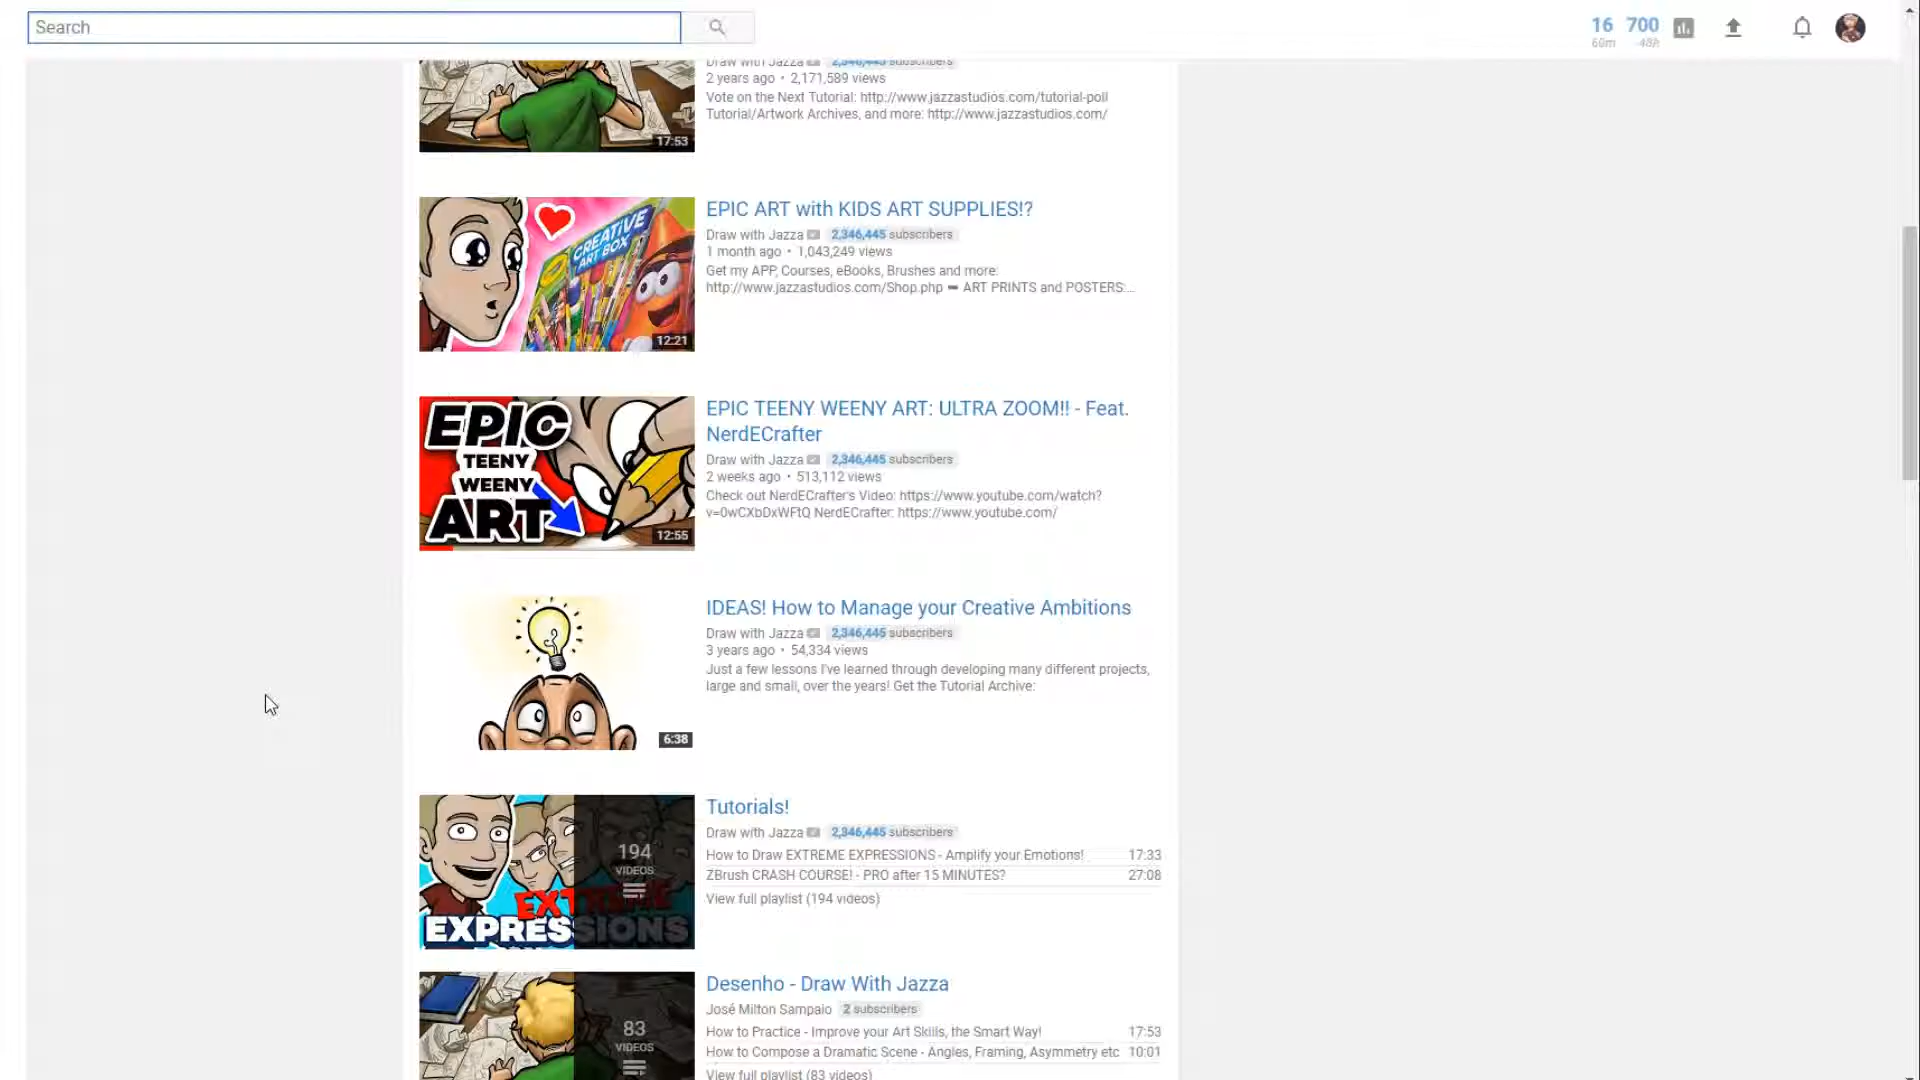 Search
16 700
60m -48h
Draw with Jazza 2,346,445 subscribers
2 years ago • 2,171,589 views
Vote on the Next Tutorial: http://www.jazzastudios.com/tutorial-poll
Tutorial/Artwork Archives, and more: http://www.jazzastudios.com/
17:53
CREATIVE
ART BOX
12:21
EPIC ART with KIDS ART SUPPLIES!?
Draw with Jazza 2,346,445 subscribers
1 month ago • 1,043,249 views
Get my APP, Courses, eBooks, Brushes and more:
http://www.jazzastudios.com/Shop.php ➨ ART PRINTS and POSTERS:...
EPIC
TEENY
WEENY
ART
12:55
EPIC TEENY WEENY ART: ULTRA ZOOM!! - Feat.
NerdECrafter
Draw with Jazza 2,346,445 subscribers
2 weeks ago • 513,112 views
Check out NerdECrafter's Video: https://www.youtube.com/watch?
v=0wCXbDxWFtQ NerdECrafter: https://www.youtube.com/
6:38
IDEAS! How to Manage your Creative Ambitions
Draw with Jazza 2,346,445 subscribers
3 years ago • 54,334 views
Just a few lessons I've learned through developing many different projects,
large and small, over the years! Get the Tutorial Archive:
EXTREME
EXPRESSIONS
194
VIDEOS
Tutorials!
Draw with Jazza 2,346,445 subscribers
How to Draw EXTREME EXPRESSIONS - Amplify your Emotions! 17:33
ZBrush CRASH COURSE! - PRO after 15 MINUTES? 27:08
View full playlist (194 videos)
83
VIDEOS
Desenho - Draw With Jazza
José Milton Sampaio 2 subscribers
How to Practice - Improve your Art Skills, the Smart Way! 17:53
How to Compose a Dramatic Scene - Angles, Framing, Asymmetry etc 10:01
View full playlist (83 videos)